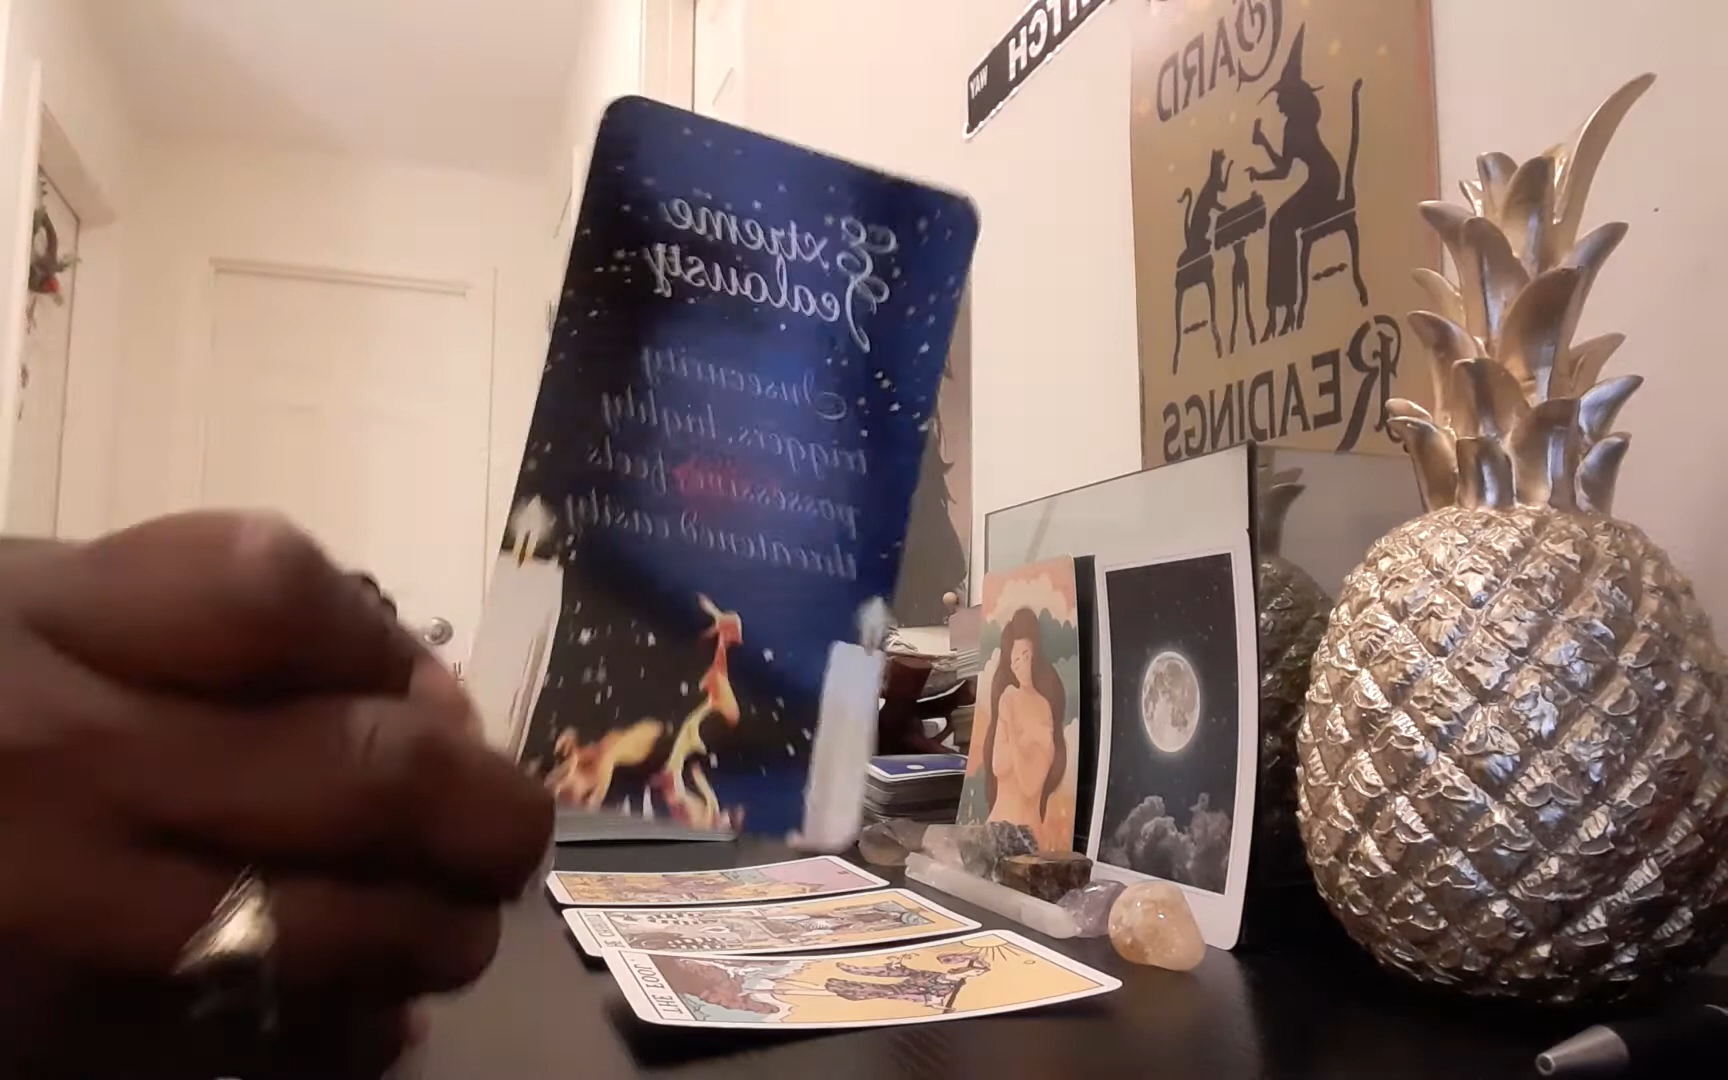 WITCH
WAY
CARD
READINGS
Extreme
Jealousy
Insecurity
triggers, highly
possessive, feels
threatened easily
THE FOOL.